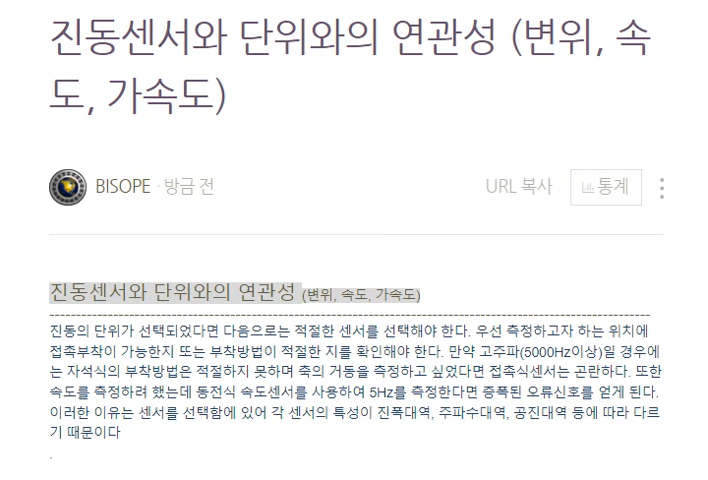 진동센서와 단위와의 연관성 (변위, 속
도, 가속도)
BISOPE · 방금 전
URL 복사
통계
진동센서와 단위와의 연관성 (변위, 속도, 가속도)
진동의 단위가 선택되었다면 다음으로는 적절한 센서를 선택해야 한다. 우선 측정하고자 하는 위치에
접촉부착이 가능한지 또는 부착방법이 적절한 지를 확인해야 한다. 만약 고주파(5000Hz이상)일 경우에
는 자석식의 부착방법은 적절하지 못하며 축의 거동을 측정하고 싶었다면 접촉식센서는 곤란하다. 또한
속도를 측정하려 했는데 동전식 속도센서를 사용하여 5Hz를 측정한다면 증폭된 오류신호를 얻게 된다.
이러한 이유는 센서를 선택함에 있어 각 센서의 특성이 진폭대역, 주파수대역, 공진대역 등에 따라 다르
기 때문이다
.